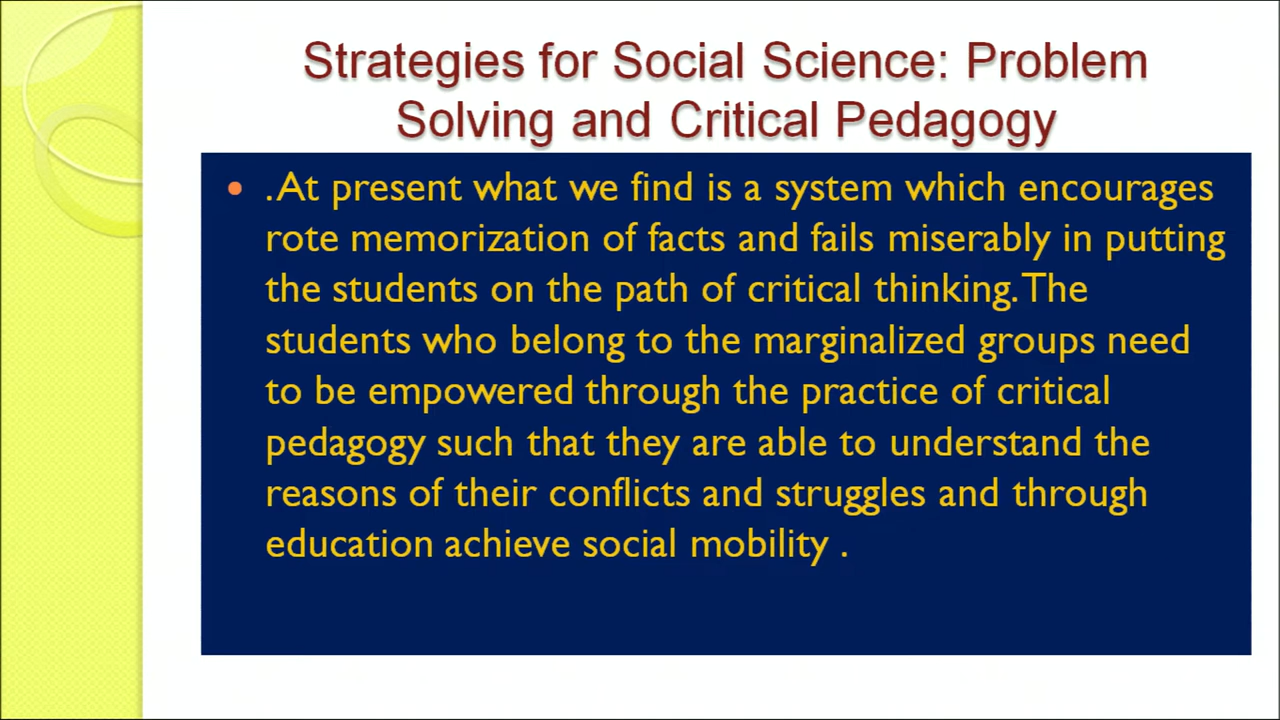 Strategies for Social Science: Problem
Solving and Critical Pedagogy
• .At present what we find is a system which encourages
rote memorization of facts and fails miserably in putting
the students on the path of critical thinking.The
students who belong to the marginalized groups need
to be empowered through the practice of critical
pedagogy such that they are able to understand the
reasons of their conflicts and struggles and through
education achieve social mobility .